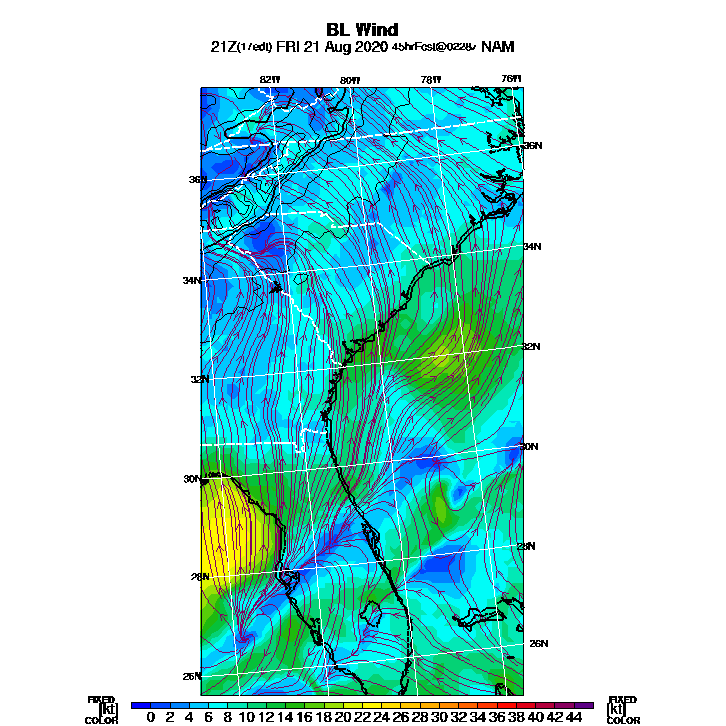 BL Wind
21Z(17edt) FRI 21 Aug 2020 45hrFcst@0228z NAM
82W 80W 78W 76W
36N
36N
34N
34N
32N
32N
30N
30N
28N
28N
26N
26N
FIXED FIXED
[kt] 0 2 4 6 8 10 12 14 16 18 20 22 24 26 28 30 32 34 36 38 40 42 44 [kt]
COLOR COLOR